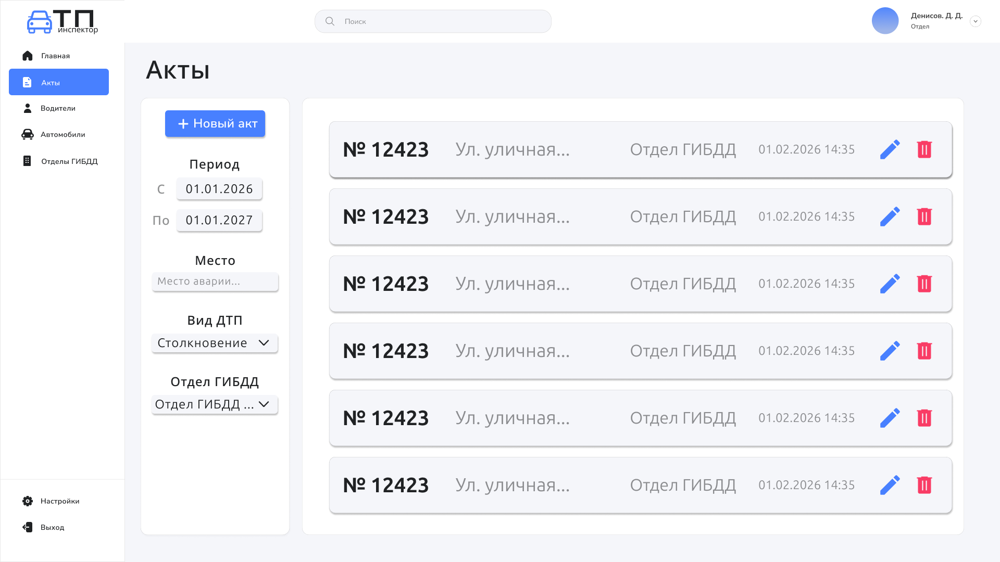 ТП
инспектор
Поиск
Денисов. Д. Д.
Отдел
Главная
Акты
Водители
Автомобили
Отделы ГИБДД
Настройки
Выход
Акты
+ Новый акт
Период
С 01.01.2026
По 01.01.2027
Место
Место аварии...
Вид ДТП
Столкновение
Отдел ГИБДД
Отдел ГИБДД ...
№ 12423 Ул. уличная... Отдел ГИБДД 01.02.2026 14:35
№ 12423 Ул. уличная... Отдел ГИБДД 01.02.2026 14:35
№ 12423 Ул. уличная... Отдел ГИБДД 01.02.2026 14:35
№ 12423 Ул. уличная... Отдел ГИБДД 01.02.2026 14:35
№ 12423 Ул. уличная... Отдел ГИБДД 01.02.2026 14:35
№ 12423 Ул. уличная... Отдел ГИБДД 01.02.2026 14:35